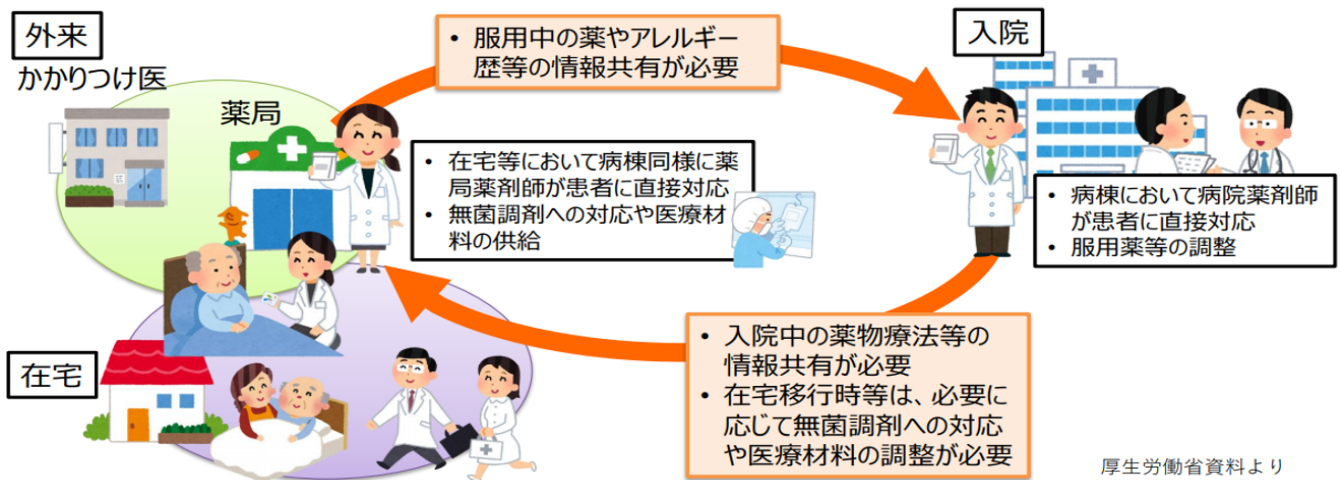 外来
かかりつけ医
薬局
• 服用中の薬やアレルギー
歴等の情報共有が必要
入院
• 在宅等において病棟同様に薬
局薬剤師が患者に直接対応
• 無菌調剤への対応や医療材
料の供給
• 病棟において病院薬剤師
が患者に直接対応
• 服用薬等の調整
在宅
• 入院中の薬物療法等の
情報共有が必要
• 在宅移行時等は、必要に
応じて無菌調剤への対応
や医療材料の調整が必要
厚生労働省資料より